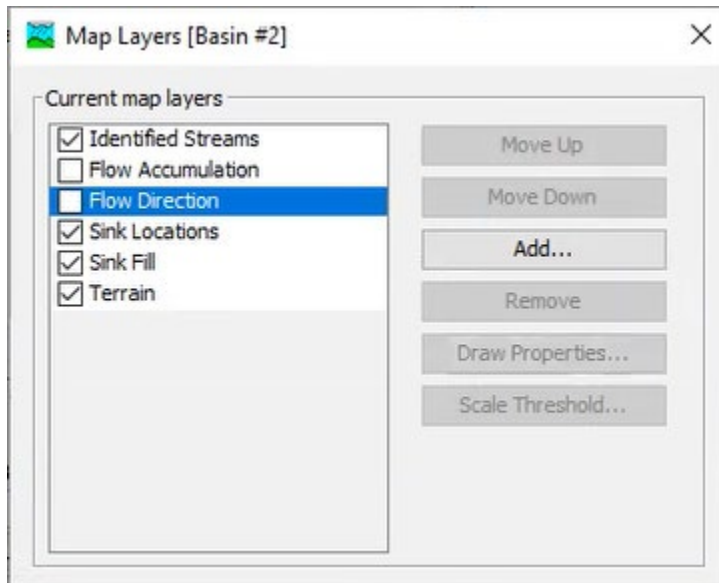 Map Layers [Basin #2]
Current map layers
Identified Streams
Flow Accumulation
Flow Direction
Sink Locations
Sink Fill
Terrain
Move Up
Move Down
Add...
Remove
Draw Properties...
Scale Threshold...